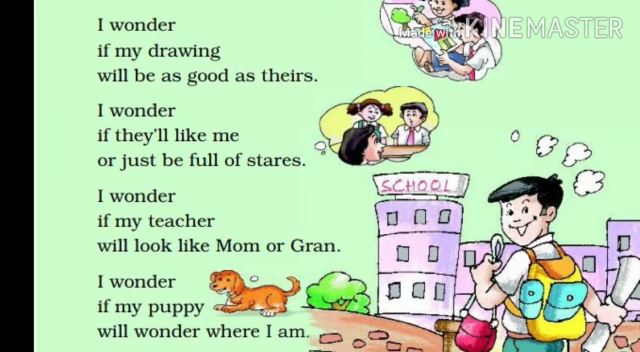 I wonder
if my drawing
will be as good as theirs.
I wonder
if they'll like me
or just be full of stares.
I wonder
if my teacher
will look like Mom or Gran.
I wonder
if my puppy
will wonder where I am.
Made with KINEMASTER
SCHOOL